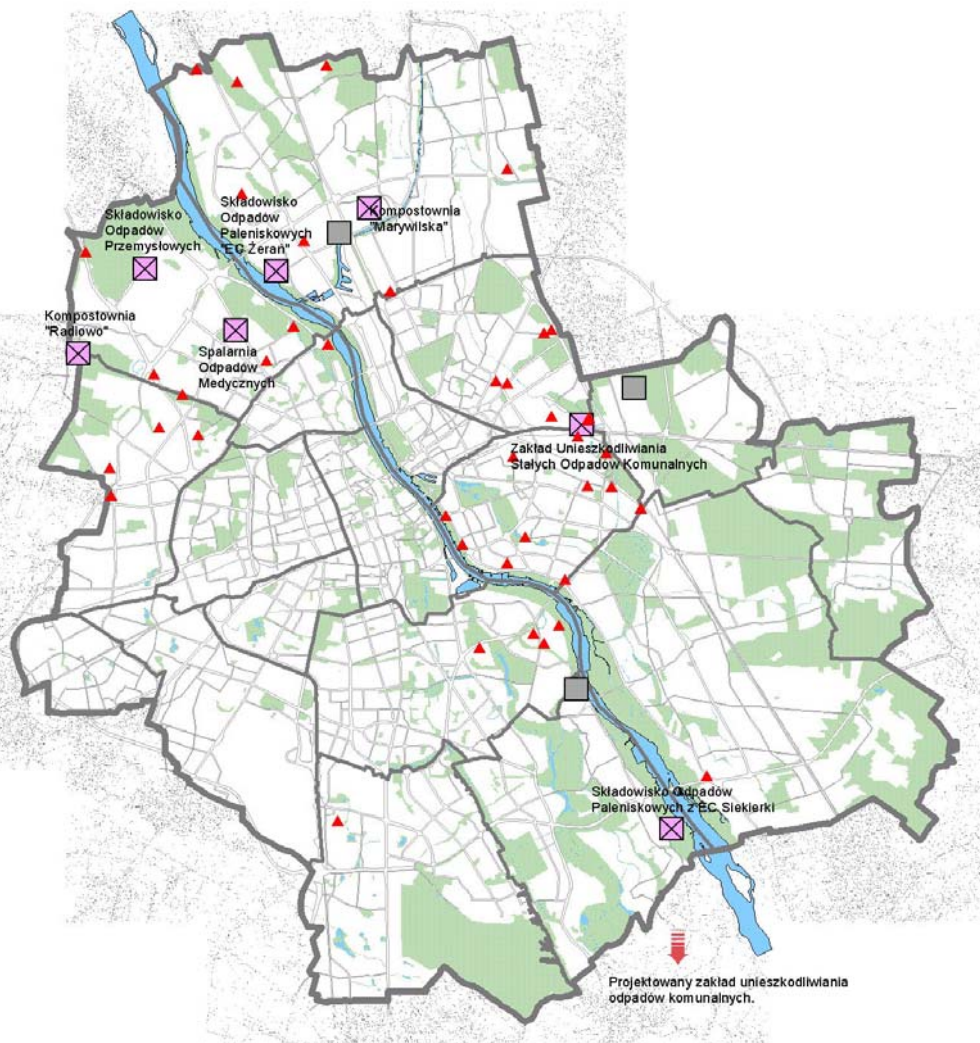 Składowisko
Odpadów
Paleniskowych
"EC Żerań"
Kompostownia
"Marywilska"
Składowisko
Odpadów
Przemysłowych
Kompostownia
"Radiowo"
Spalarnia
Odpadów
Medycznych
Zakład Unieszkodliwiania
Stałych Odpadów Komunalnych
Składowisko Odpadów
Paleniskowych z EC Siekierki
Projektowany zakład unieszkodliwiania
odpadów komunalnych.